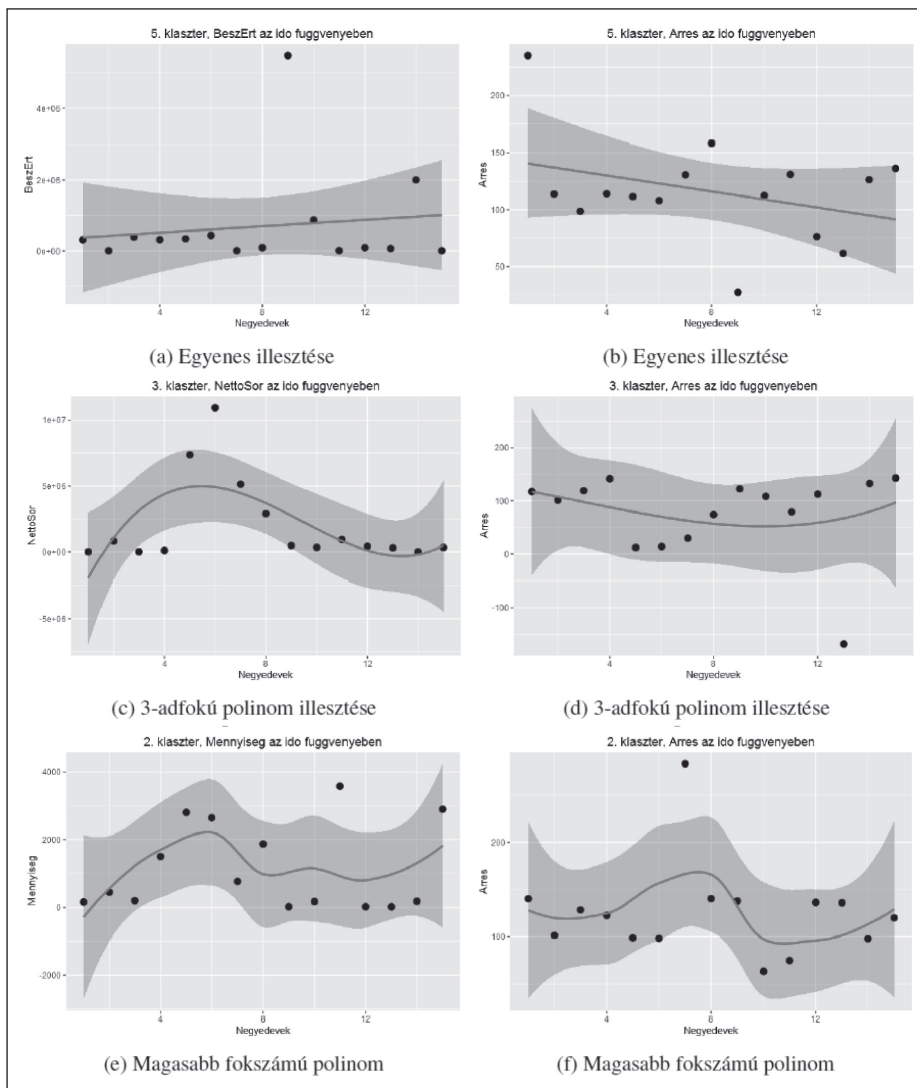 5. klaszter, BeszErt az ido fuggvenyeben
BeszErt
4e+06
2e+06
0e+00
4
8
12
Negyedevek
(a) Egyenes illesztése
5. klaszter, Arres az ido fuggvenyeben
Arres
200
150
100
50
4
8
12
Negyedevek
(b) Egyenes illesztése
3. klaszter, NettoSor az ido fuggvenyeben
NettoSor
1e+07
5e+06
0e+00
-5e+06
4
8
12
Negyedevek
(c) 3-adfokú polinom illesztése
3. klaszter, Arres az ido fuggvenyeben
Arres
200
100
0
-100
4
8
12
Negyedevek
(d) 3-adfokú polinom illesztése
2. klaszter, Mennyiseg az ido fuggvenyeben
Mennyiseg
4000
2000
0
-2000
4
8
12
Negyedevek
(e) Magasabb fokszámú polinom
2. klaszter, Arres az ido fuggvenyeben
Arres
200
100
4
8
12
Negyedevek
(f) Magasabb fokszámú polinom